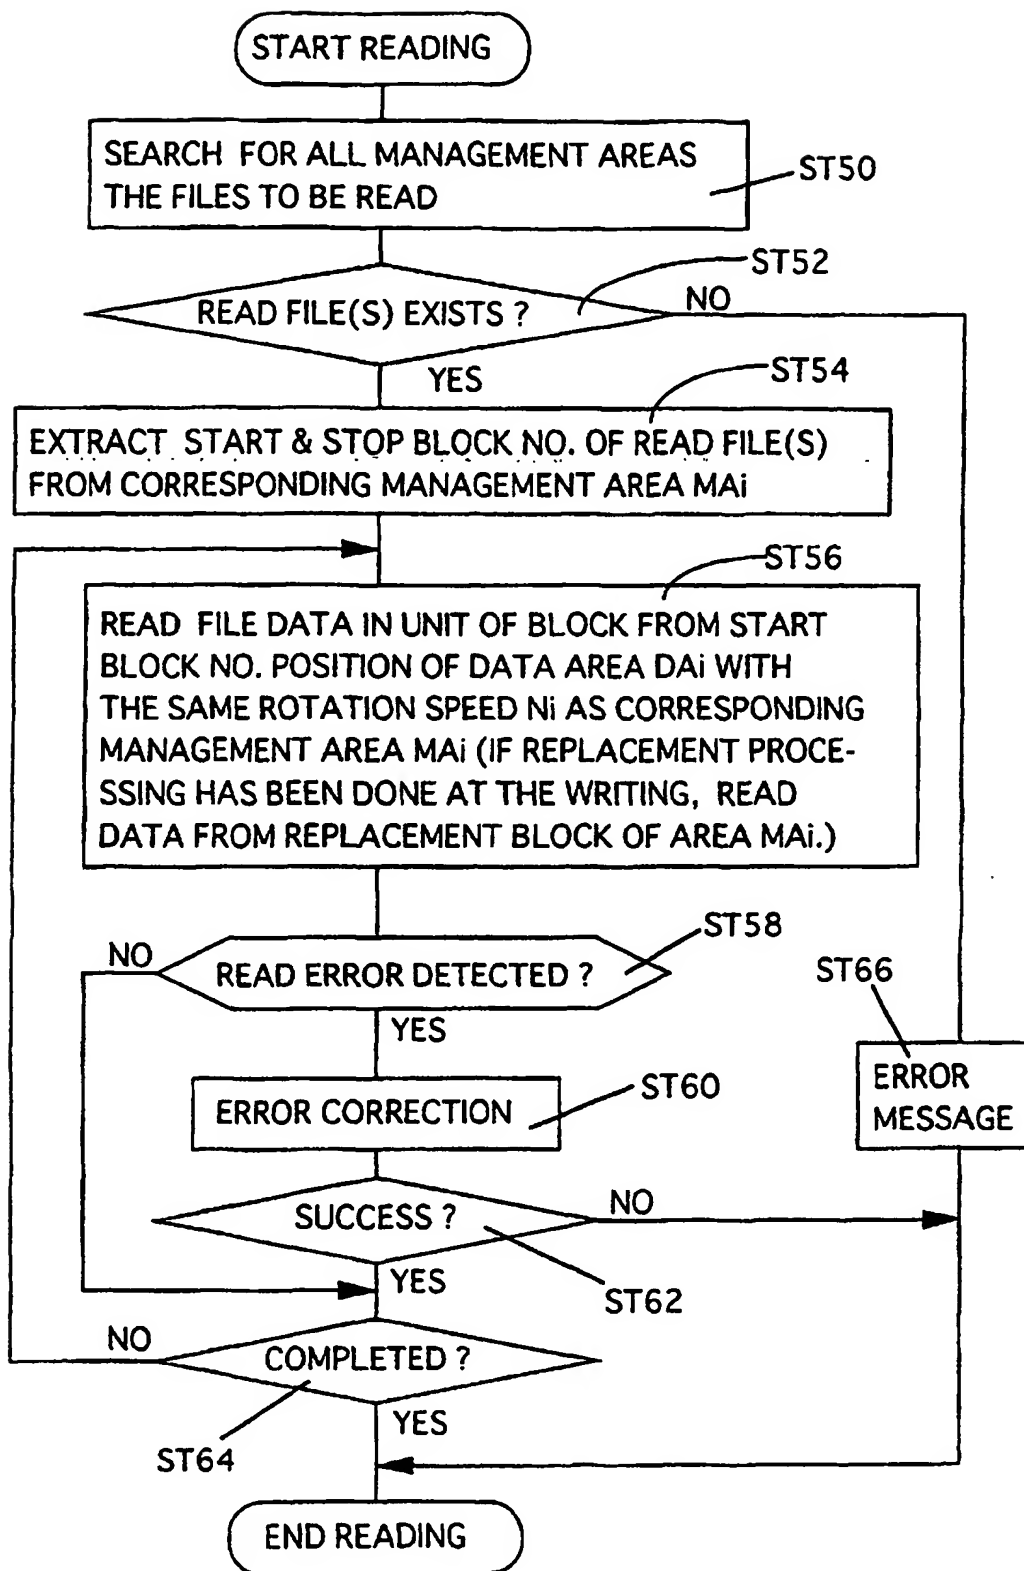 START READING
SEARCH FOR ALL MANAGEMENT AREAS
THE FILES TO BE READ
ST50
ST52
READ FILE(S) EXISTS ?
NO
YES
ST54
EXTRACT START & STOP BLOCK NO. OF READ FILE(S)
FROM CORRESPONDING MANAGEMENT AREA MAi
ST56
READ FILE DATA IN UNIT OF BLOCK FROM START
BLOCK NO. POSITION OF DATA AREA DAi WITH
THE SAME ROTATION SPEED Ni AS CORRESPONDING
MANAGEMENT AREA MAi (IF REPLACEMENT PROCE-
SSING HAS BEEN DONE AT THE WRITING, READ
DATA FROM REPLACEMENT BLOCK OF AREA MAi.)
ST58
NO
READ ERROR DETECTED ?
YES
ST66
ERROR
MESSAGE
ST60
ERROR CORRECTION
SUCCESS ?
NO
YES
ST62
NO
COMPLETED ?
YES
ST64
END READING